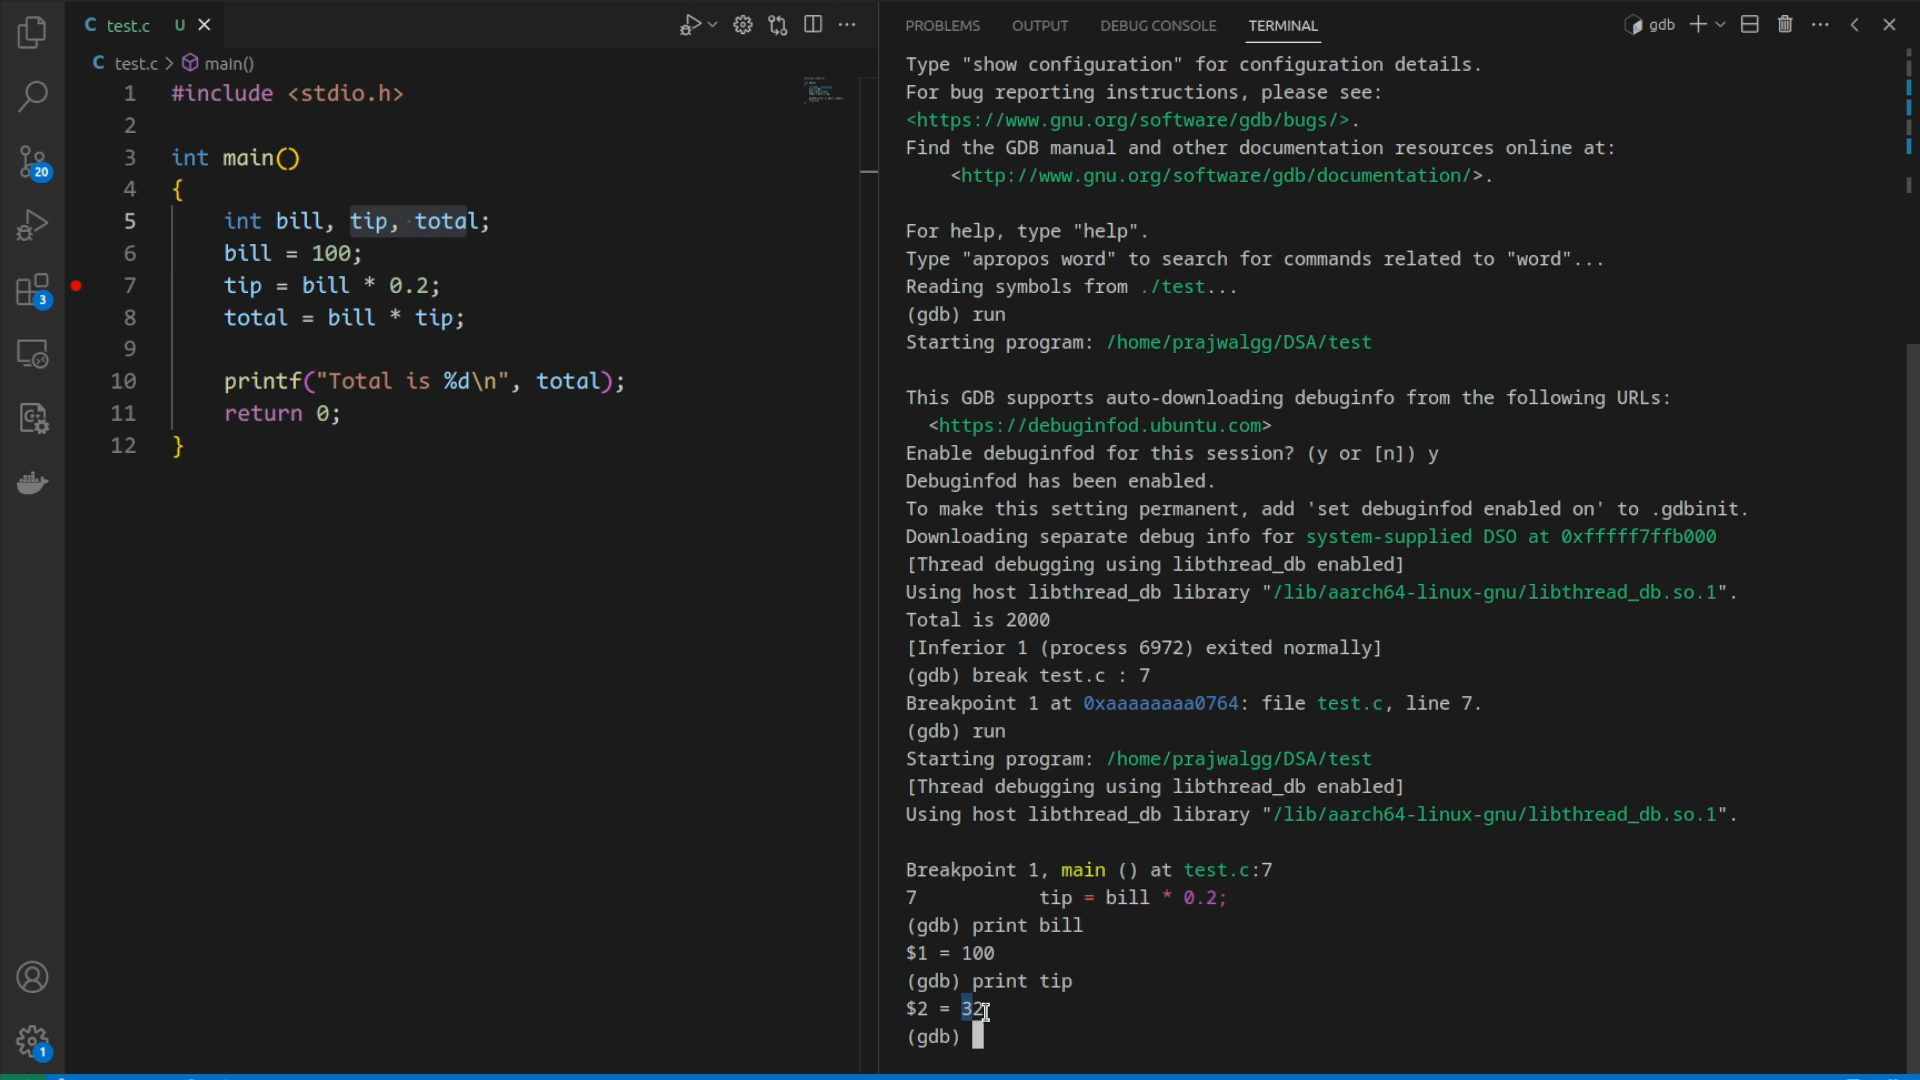 test.c U
test.c > main()
1 #include <stdio.h>
2
3 int main()
4 {
5 int bill, tip, total;
6 bill = 100;
7 tip = bill * 0.2;
8 total = bill * tip;
9
10 printf("Total is %d\n", total);
11 return 0;
12 }
20
3
1
PROBLEMS OUTPUT DEBUG CONSOLE TERMINAL
gdb
Type "show configuration" for configuration details.
For bug reporting instructions, please see:
<https://www.gnu.org/software/gdb/bugs/>.
Find the GDB manual and other documentation resources online at:
<http://www.gnu.org/software/gdb/documentation/>.
For help, type "help".
Type "apropos word" to search for commands related to "word"...
Reading symbols from ./test...
(gdb) run
Starting program: /home/prajwalgg/DSA/test
This GDB supports auto-downloading debuginfo from the following URLs:
<https://debuginfod.ubuntu.com>
Enable debuginfod for this session? (y or [n]) y
Debuginfod has been enabled.
To make this setting permanent, add 'set debuginfod enabled on' to .gdbinit.
Downloading separate debug info for system-supplied DSO at 0xfffff7ffb000
[Thread debugging using libthread_db enabled]
Using host libthread_db library "/lib/aarch64-linux-gnu/libthread_db.so.1".
Total is 2000
[Inferior 1 (process 6972) exited normally]
(gdb) break test.c : 7
Breakpoint 1 at 0xaaaaaaaa0764: file test.c, line 7.
(gdb) run
Starting program: /home/prajwalgg/DSA/test
[Thread debugging using libthread_db enabled]
Using host libthread_db library "/lib/aarch64-linux-gnu/libthread_db.so.1".
Breakpoint 1, main () at test.c:7
7 tip = bill * 0.2;
(gdb) print bill
$1 = 100
(gdb) print tip
$2 = 32
(gdb)